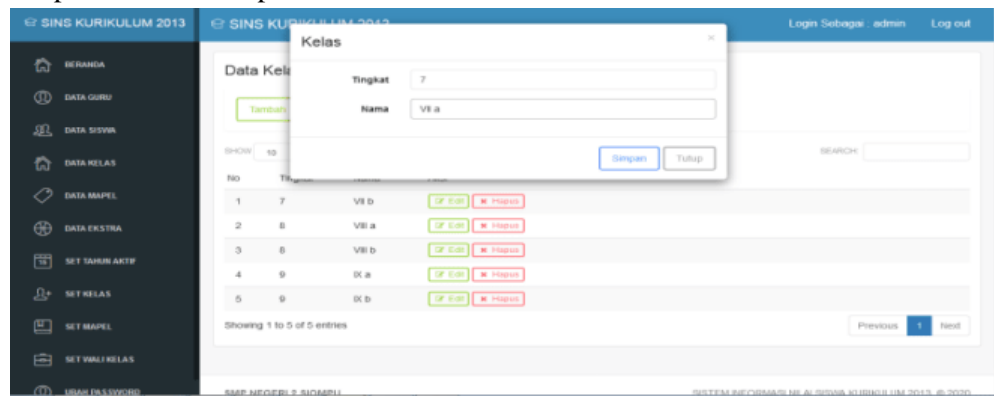 SINS KURIKULUM 2013
SINS KURIKULUM 2013
Login Sebagai : admin
Log out
BERANDA
DATA GURU
DATA SISWA
DATA KELAS
DATA MAPEL
DATA EKSTRA
SET TAHUN AKTIF
SET KELAS
SET MAPEL
SET WALI KELAS
UBAH PASSWORD
Kelas
×
Tingkat 7
Nama VII a
Simpan Tutup
Data Kela
Tambah
SHOW 10
SEARCH:
No Tingkat Nama
1 7 VII b Edit Hapus
2 8 VIII a Edit Hapus
3 8 VIII b Edit Hapus
4 9 IX a Edit Hapus
5 9 IX b Edit Hapus
Showing 1 to 5 of 5 entries
Previous 1 Next
SMP NEGERI 2 SIOMPU
SISTEM INFORMASI NILAI SISWA KURIKULUM 2013 © 2020